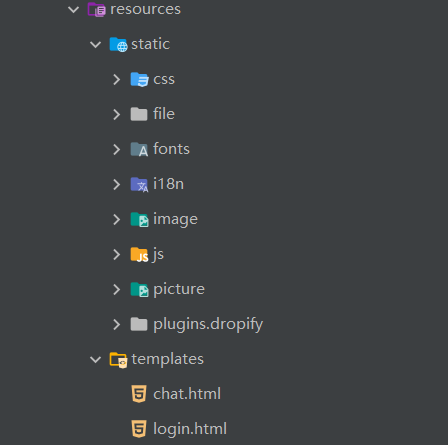 resources
static
css
file
fonts
i18n
image
js
picture
plugins.dropify
templates
chat.html
login.html